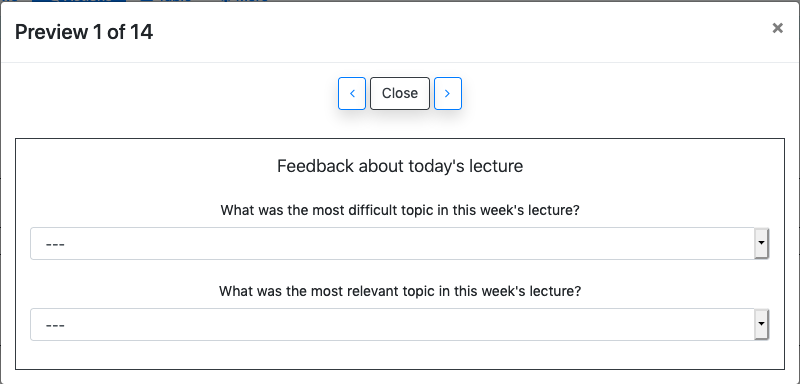 Preview 1 of 14
×
< Close >
Feedback about today's lecture
What was the most difficult topic in this week's lecture?
---
What was the most relevant topic in this week's lecture?
---